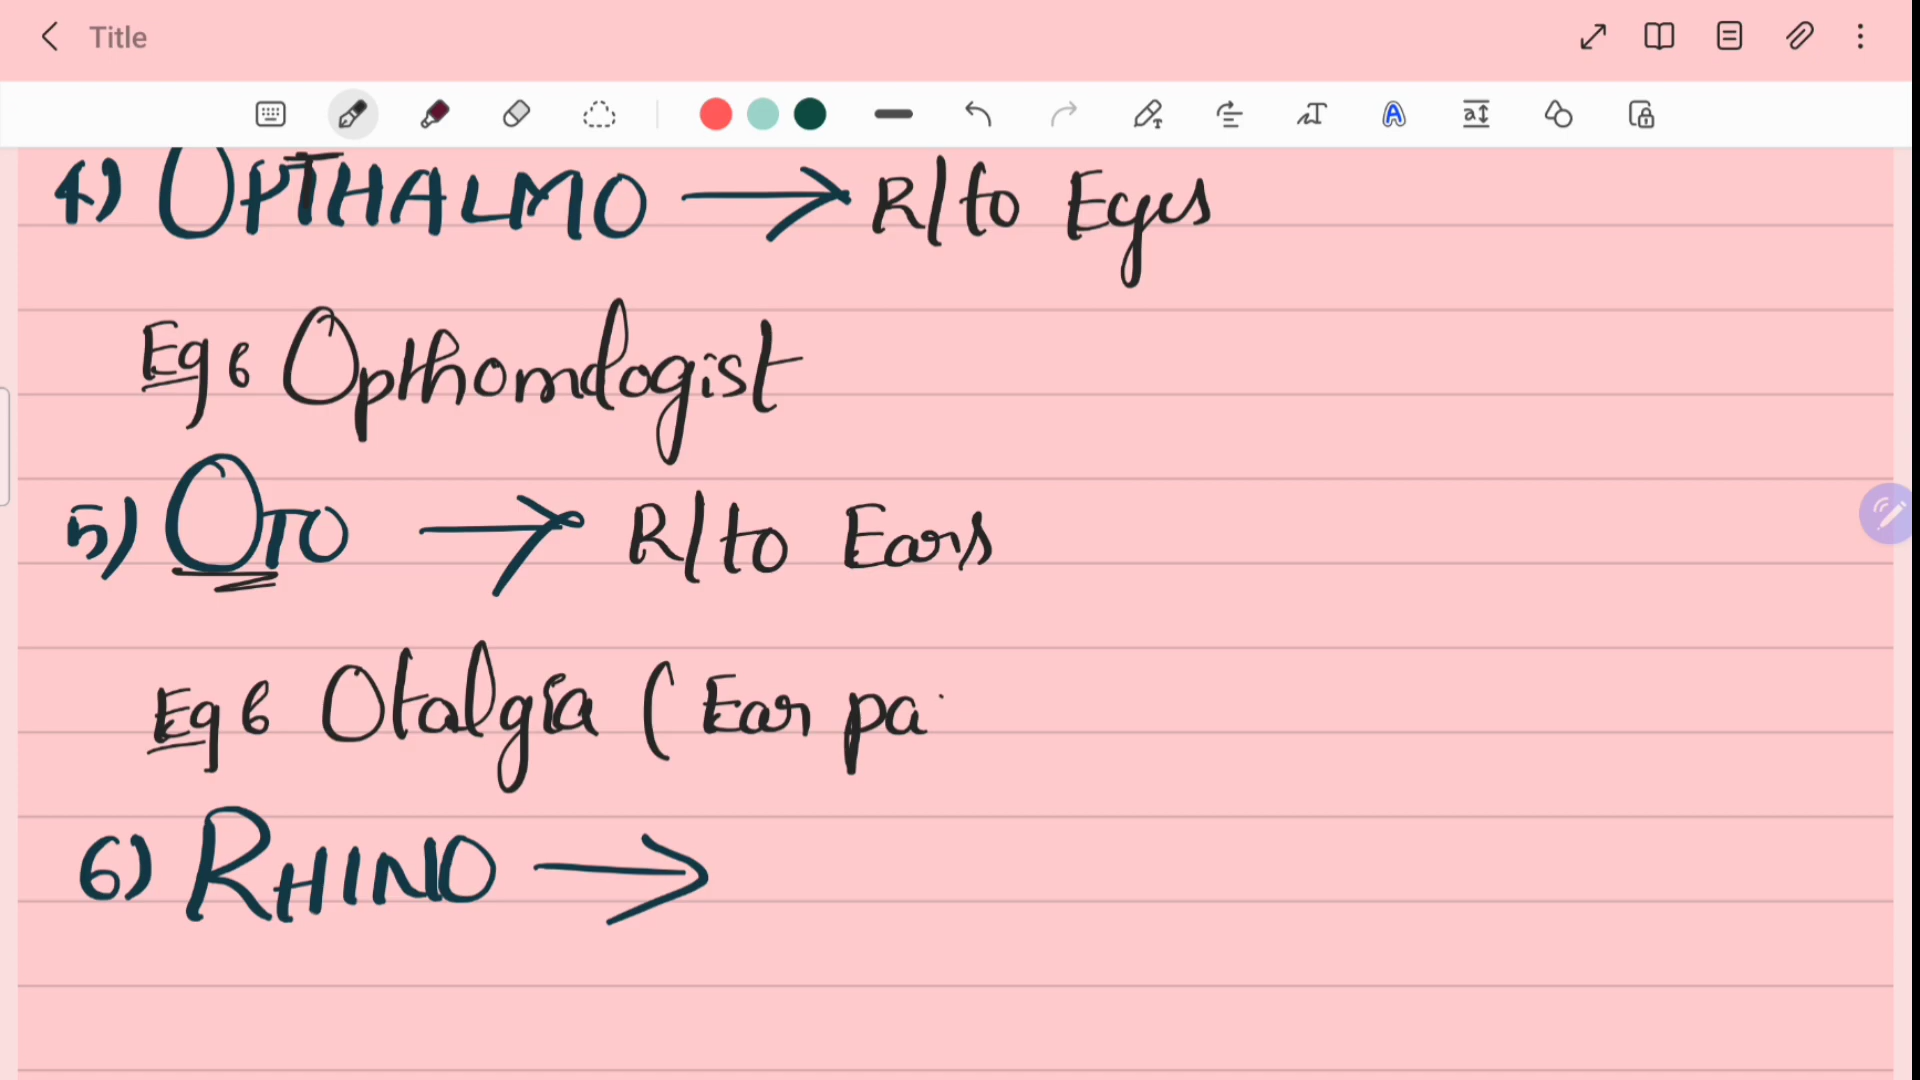 Title
4) OPTHALMO → R/to Eyes
Eg: Opthomologist
5) OTO → R/to Ears
Eg: Otalgia ( Ear pa
6) RHINO →